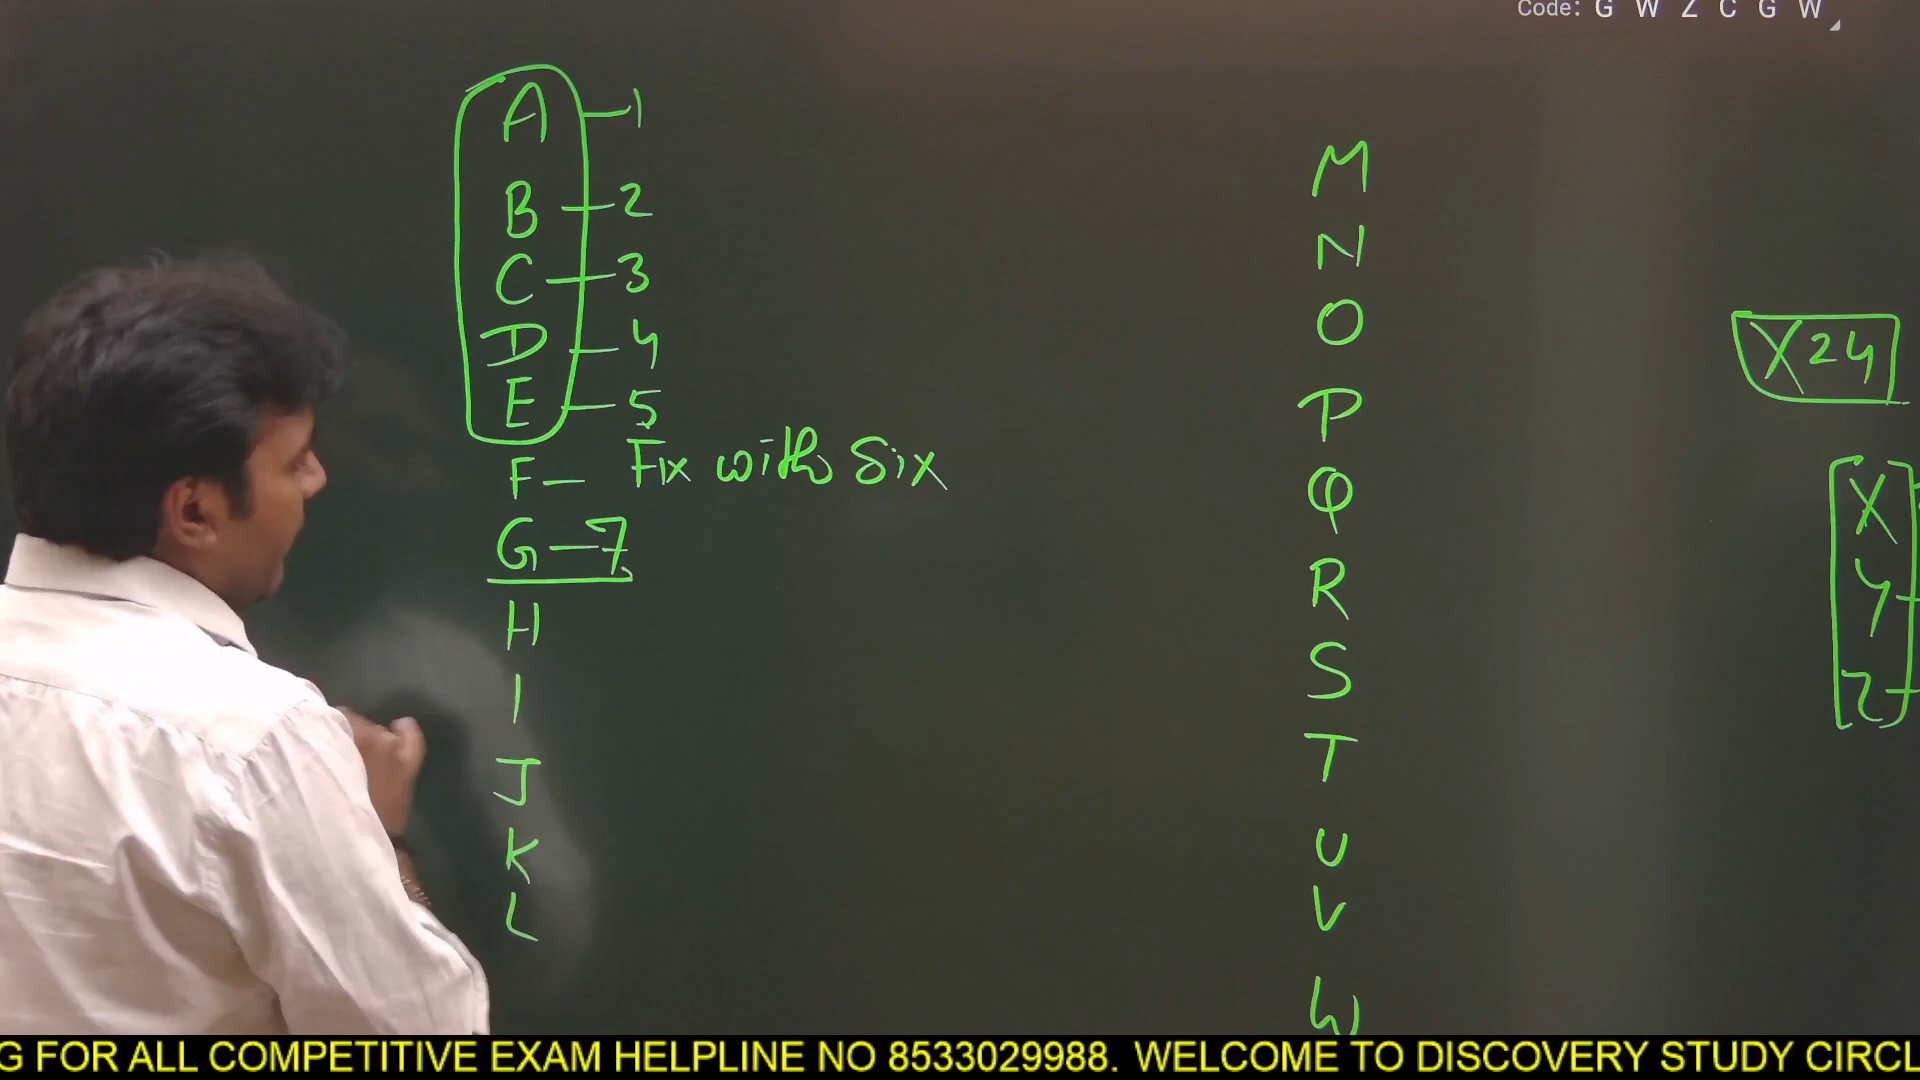 Code: G W Z C G W
A - 1
B - 2
C - 3
D - 4
E - 5
F - Fix with Six
G - 7
H
I
J
K
L
M
N
O
P
Q
R
S
T
U
V
W
X 24
X
Y -
Z -
G FOR ALL COMPETITIVE EXAM HELPLINE NO 8533029988. WELCOME TO DISCOVERY STUDY CIRCL